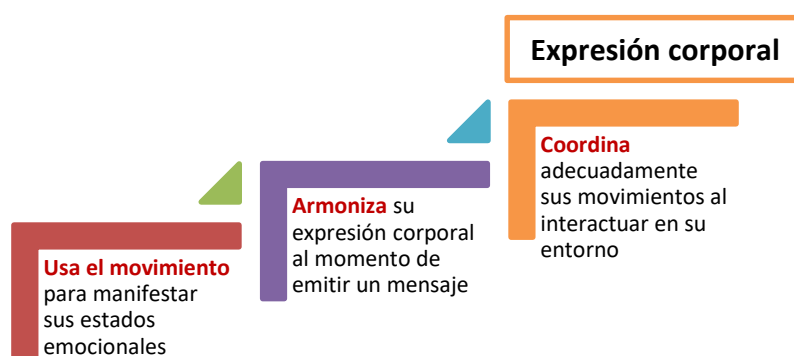 Expresión corporal
Coordina
adecuadamente
sus movimientos al
interactuar en su
entorno
Armoniza su
expresión corporal
al momento de
emitir un mensaje
Usa el movimiento
para manifestar
sus estados
emocionales